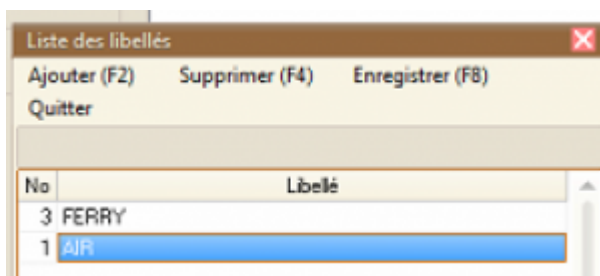 Liste des libellés
Ajouter (F2) Supprimer (F4) Enregistrer (F8)
Quitter
No Libellé
3 FERRY
1 AIR